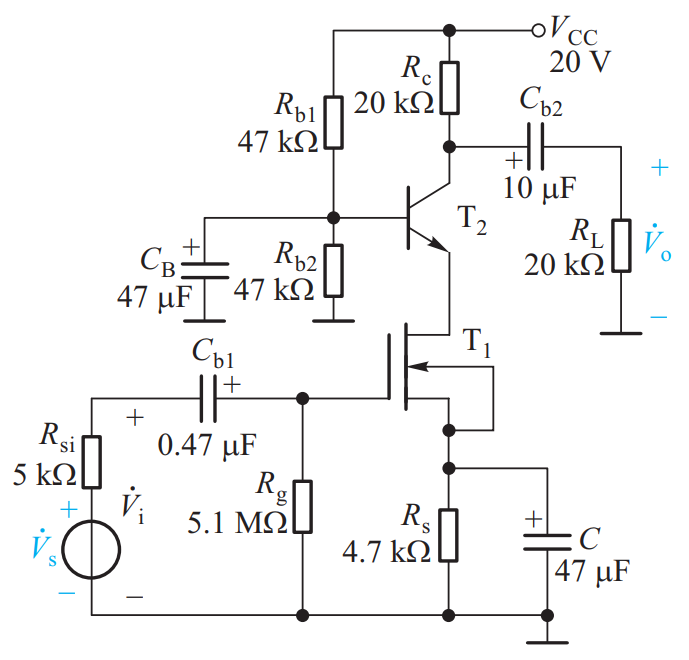 V_CC
20 V
R_c
20 kΩ
C_b2
+
10 μF
R_b1
47 kΩ
T_2
R_L
20 kΩ
+
V̇_o
−
C_B
+
47 μF
R_b2
47 kΩ
T_1
C_b1
+
0.47 μF
R_si
5 kΩ
+
V̇_i
−
+
V̇_s
−
R_g
5.1 MΩ
R_s
4.7 kΩ
+
C
47 μF